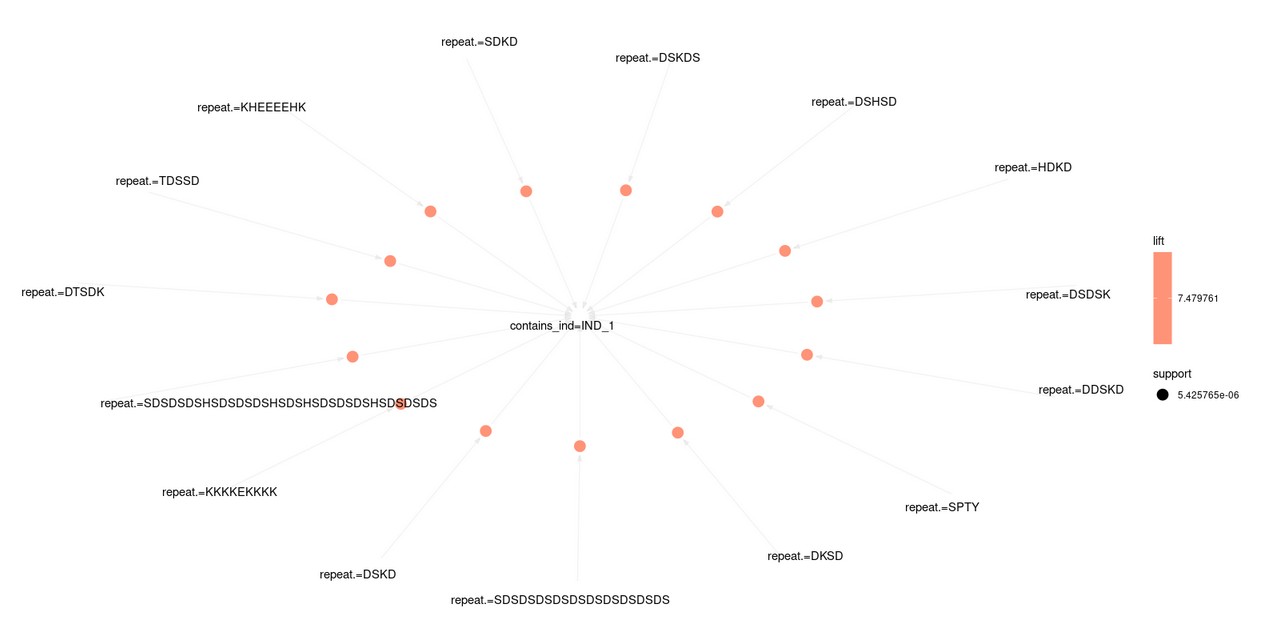 repeat.=SDKD
repeat.=DSKDS
repeat.=DSHSD
repeat.=KHEEEEHK
repeat.=HDKD
repeat.=TDSSD
lift
repeat.=DTSDK
repeat.=DSDSK
7.479761
contains_ind=IND_1
support
repeat.=DDSKD
5.425765e-06
repeat.=SDSDSDSHSDSDSDSHSDSHSDSDSDSHSDSDSDS
repeat.=KKKKEKKKK
repeat.=SPTY
repeat.=DKSD
repeat.=DSKD
repeat.=SDSDSDSDSDSDSDSDSDSDS